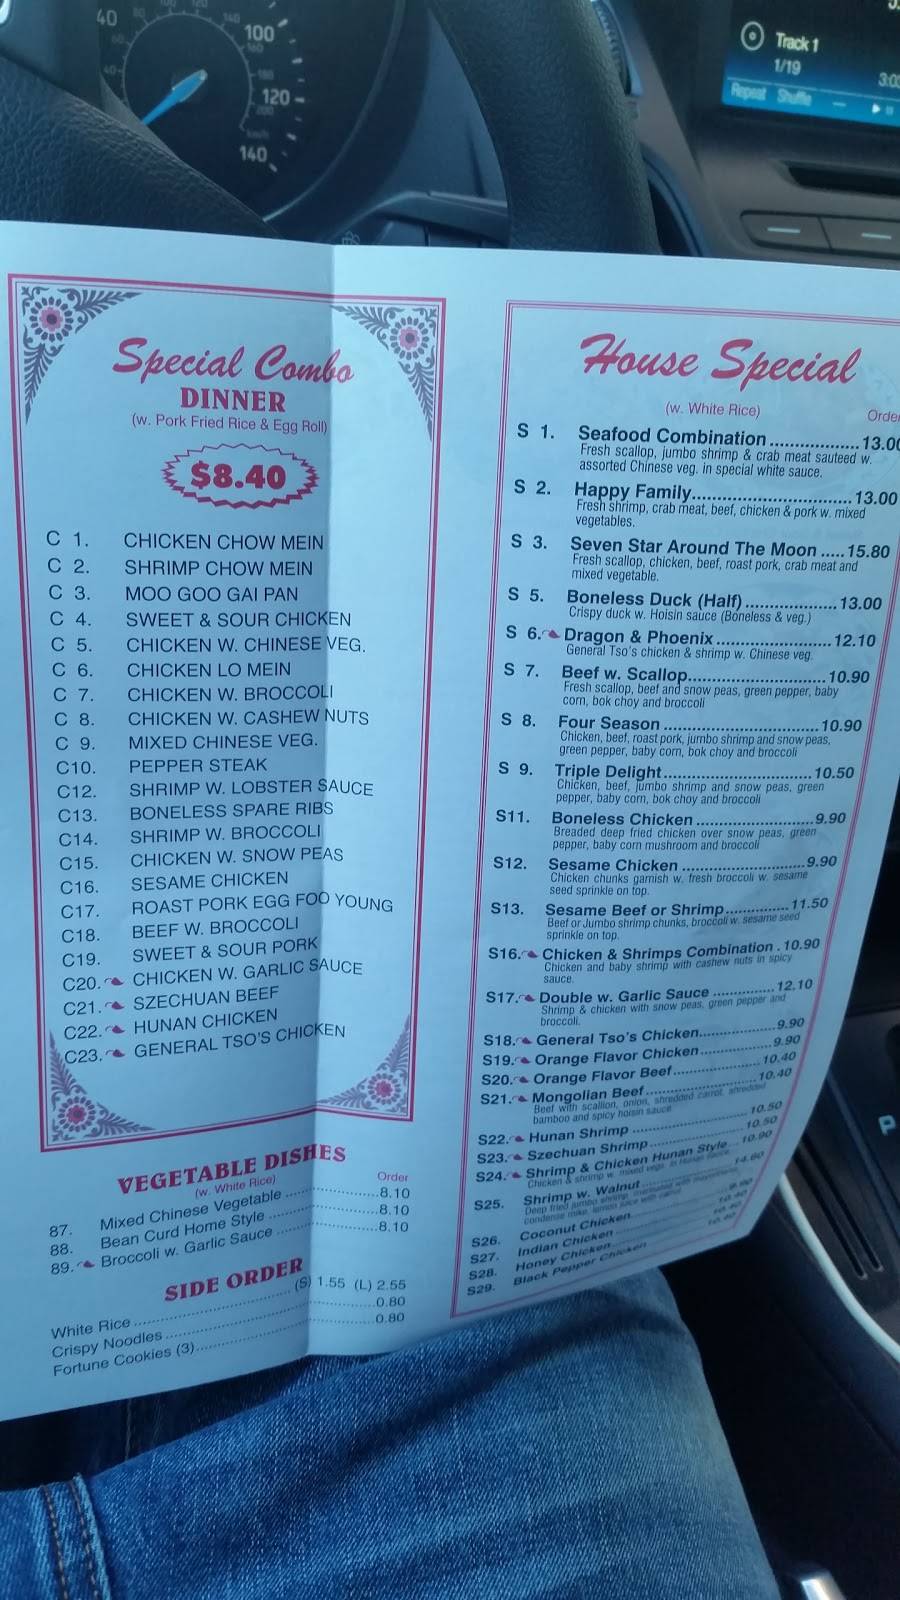 40
100
120
140
Track 1
1/19
Repeat Shuffle
Special Combo
DINNER
(w. Pork Fried Rice & Egg Roll)
$8.40
C 1. CHICKEN CHOW MEIN
C 2. SHRIMP CHOW MEIN
C 3. MOO GOO GAI PAN
C 4. SWEET & SOUR CHICKEN
C 5. CHICKEN W. CHINESE VEG.
C 6. CHICKEN LO MEIN
C 7. CHICKEN W. BROCCOLI
C 8. CHICKEN W. CASHEW NUTS
C 9. MIXED CHINESE VEG.
C10. PEPPER STEAK
C12. SHRIMP W. LOBSTER SAUCE
C13. BONELESS SPARE RIBS
C14. SHRIMP W. BROCCOLI
C15. CHICKEN W. SNOW PEAS
C16. SESAME CHICKEN
C17. ROAST PORK EGG FOO YOUNG
C18. BEEF W. BROCCOLI
C19. SWEET & SOUR PORK
C20. CHICKEN W. GARLIC SAUCE
C21. SZECHUAN BEEF
C22. HUNAN CHICKEN
C23. GENERAL TSO'S CHICKEN
VEGETABLE DISHES
(w. White Rice) Order
87. Mixed Chinese Vegetable 8.10
88. Bean Curd Home Style 8.10
89. Broccoli w. Garlic Sauce 8.10
SIDE ORDER
White Rice (S) 1.55 (L) 2.55
Crispy Noodles 0.80
Fortune Cookies (3) 0.80
House Special
(w. White Rice) Order
S 1. Seafood Combination 13.00
Fresh scallop, jumbo shrimp & crab meat sauteed w.
assorted Chinese veg. in special white sauce.
S 2. Happy Family 13.00
Fresh shrimp, crab meat, beef, chicken & pork w. mixed
vegetables.
S 3. Seven Star Around The Moon 15.80
Fresh scallop, chicken, beef, roast pork, crab meat and
mixed vegetable.
S 5. Boneless Duck (Half) 13.00
Crispy duck w. Hoisin sauce (Boneless & veg.)
S 6. Dragon & Phoenix 12.10
General Tso's chicken & shrimp w. Chinese veg.
S 7. Beef w. Scallop 10.90
Fresh scallop, beef and snow peas, green pepper, baby
corn, bok choy and broccoli
S 8. Four Season 10.90
Chicken, beef, roast pork, jumbo shrimp and snow peas,
green pepper, baby corn, bok choy and broccoli
S 9. Triple Delight 10.50
Chicken, beef, jumbo shrimp and snow peas, green
pepper, baby corn, bok choy and broccoli
S11. Boneless Chicken 9.90
Breaded deep fried chicken over snow peas, green
pepper, baby corn mushroom and broccoli
S12. Sesame Chicken 9.90
Chicken chunks garnish w. fresh broccoli w. sesame
seed sprinkle on top.
S13. Sesame Beef or Shrimp 11.50
Beef or Jumbo shrimp chunks, broccoli w. sesame seed
sprinkle on top.
S16. Chicken & Shrimps Combination 10.90
Chicken and baby shrimp with cashew nuts in spicy
sauce.
S17. Double w. Garlic Sauce 12.10
Shrimp & chicken with snow peas, green pepper and
broccoli.
S18. General Tso's Chicken 9.90
S19. Orange Flavor Chicken 9.90
S20. Orange Flavor Beef 10.40
S21. Mongolian Beef 10.40
Beef with scallion, onion, shredded carrot, shredded
bamboo and spicy hoisin sauce
S22. Hunan Shrimp 10.50
S23. Szechuan Shrimp 10.50
S24. Shrimp & Chicken Hunan Style 10.90
Chicken & shrimp w. mixed vegs. in Hunan sauce
S25. Shrimp w. Walnut
Deep fried jumbo shrimp,
S26. Coconut Chicken
S27. Indian Chicken
S28. Honey Chicken
S29. Black Pepper Chicken